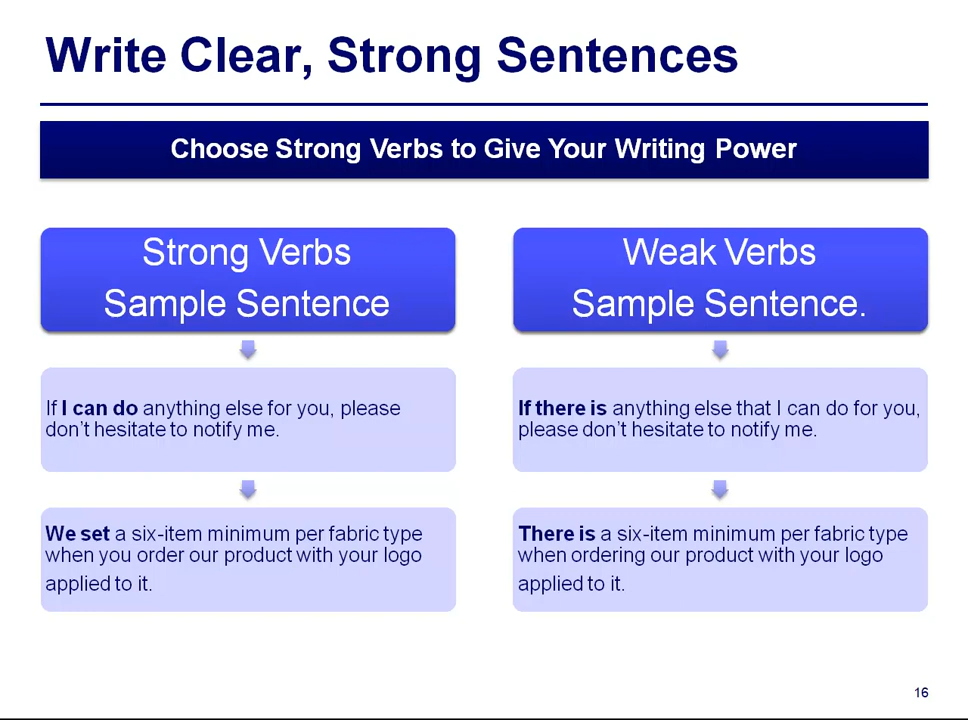 Write Clear, Strong Sentences
Choose Strong Verbs to Give Your Writing Power
Strong Verbs
Sample Sentence
If I can do anything else for you, please
don’t hesitate to notify me.
We set a six-item minimum per fabric type
when you order our product with your logo
applied to it.
Weak Verbs
Sample Sentence.
If there is anything else that I can do for you,
please don’t hesitate to notify me.
There is a six-item minimum per fabric type
when ordering our product with your logo
applied to it.
16